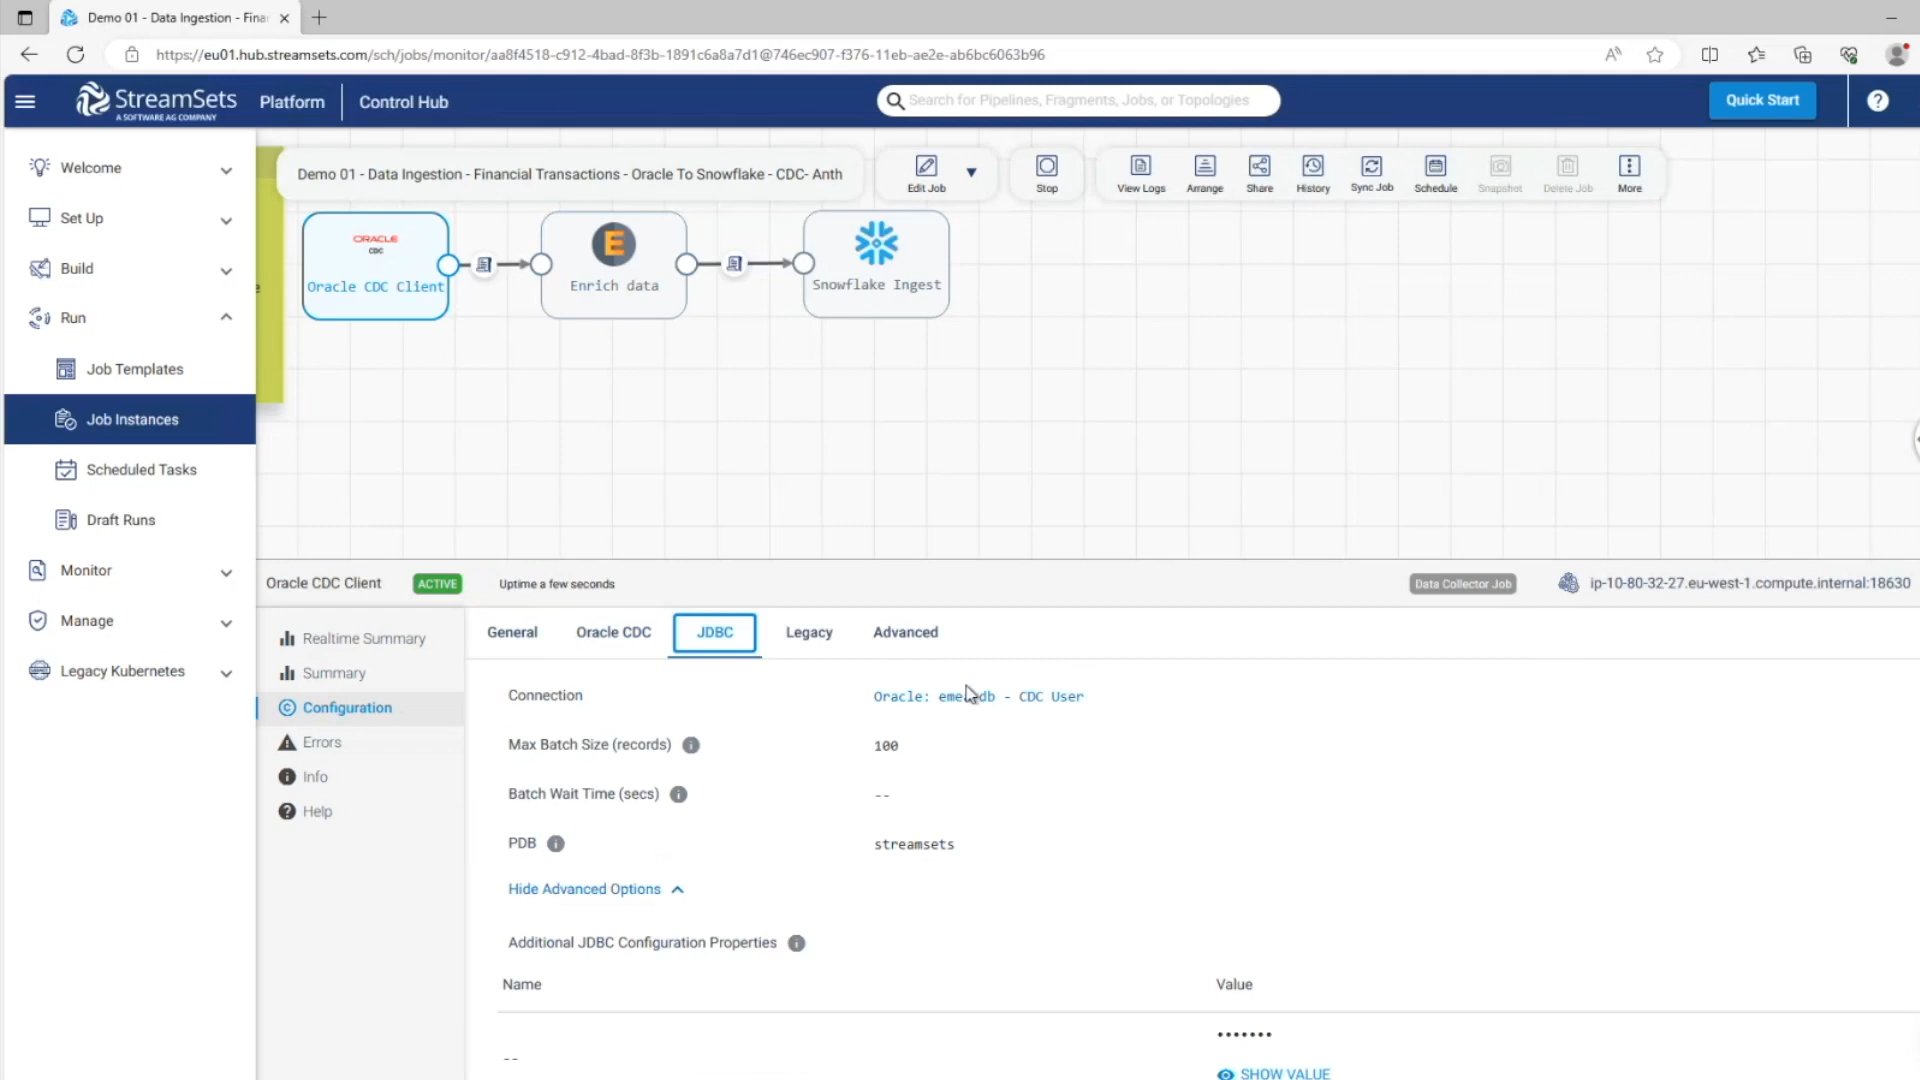 Demo 01 - Data Ingestion - Fina
https://eu01.hub.streamsets.com/sch/jobs/monitor/aa8f4518-c912-4bad-8f3b-1891c6a8a7d1@746ec907-f376-11eb-ae2e-ab6bc6063b96
StreamSets
A SOFTWARE AG COMPANY
Platform
Control Hub
Search for Pipelines, Fragments, Jobs, or Topologies
Quick Start
Welcome
Set Up
Build
Run
Job Templates
Job Instances
Scheduled Tasks
Draft Runs
Monitor
Manage
Legacy Kubernetes
Demo 01 - Data Ingestion - Financial Transactions - Oracle To Snowflake - CDC- Anth
Edit Job
Stop
View Logs
Arrange
Share
History
Sync Job
Schedule
Snapshot
Delete Job
More
e
ORACLE
CDC
Oracle CDC Client
E
Enrich data
Snowflake Ingest
Oracle CDC Client
ACTIVE
Uptime a few seconds
Data Collector Job
ip-10-80-32-27.eu-west-1.compute.internal:18630
Realtime Summary
Summary
Configuration
Errors
Info
Help
General
Oracle CDC
JDBC
Legacy
Advanced
Connection
Oracle: - CDC User
Max Batch Size (records)
100
Batch Wait Time (secs)
--
PDB
streamsets
Hide Advanced Options
Additional JDBC Configuration Properties
Name
Value
•••••••
--
SHOW VALUE